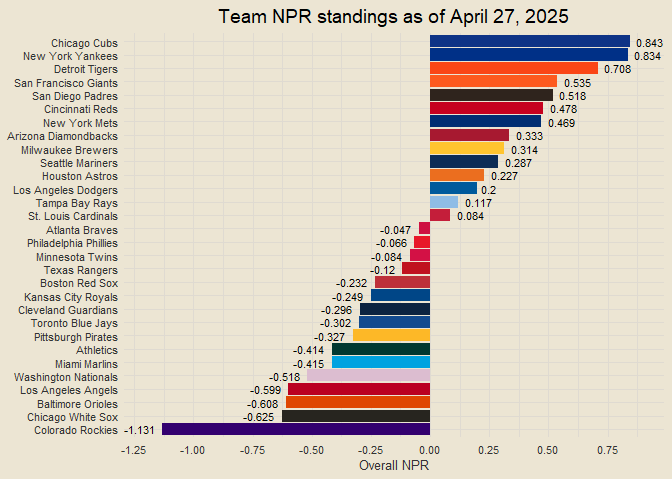 Team NPR standings as of April 27, 2025
Chicago Cubs 0.843
New York Yankees 0.834
Detroit Tigers 0.708
San Francisco Giants 0.535
San Diego Padres 0.518
Cincinnati Reds 0.478
New York Mets 0.469
Arizona Diamondbacks 0.333
Milwaukee Brewers 0.314
Seattle Mariners 0.287
Houston Astros 0.227
Los Angeles Dodgers 0.2
Tampa Bay Rays 0.117
St. Louis Cardinals 0.084
Atlanta Braves -0.047
Philadelphia Phillies -0.066
Minnesota Twins -0.084
Texas Rangers -0.12
Boston Red Sox -0.232
Kansas City Royals -0.249
Cleveland Guardians -0.296
Toronto Blue Jays -0.302
Pittsburgh Pirates -0.327
Athletics -0.414
Miami Marlins -0.415
Washington Nationals -0.518
Los Angeles Angels -0.599
Baltimore Orioles -0.608
Chicago White Sox -0.625
Colorado Rockies -1.131
-1.25 -1.00 -0.75 -0.50 -0.25 0.00 0.25 0.50 0.75
Overall NPR